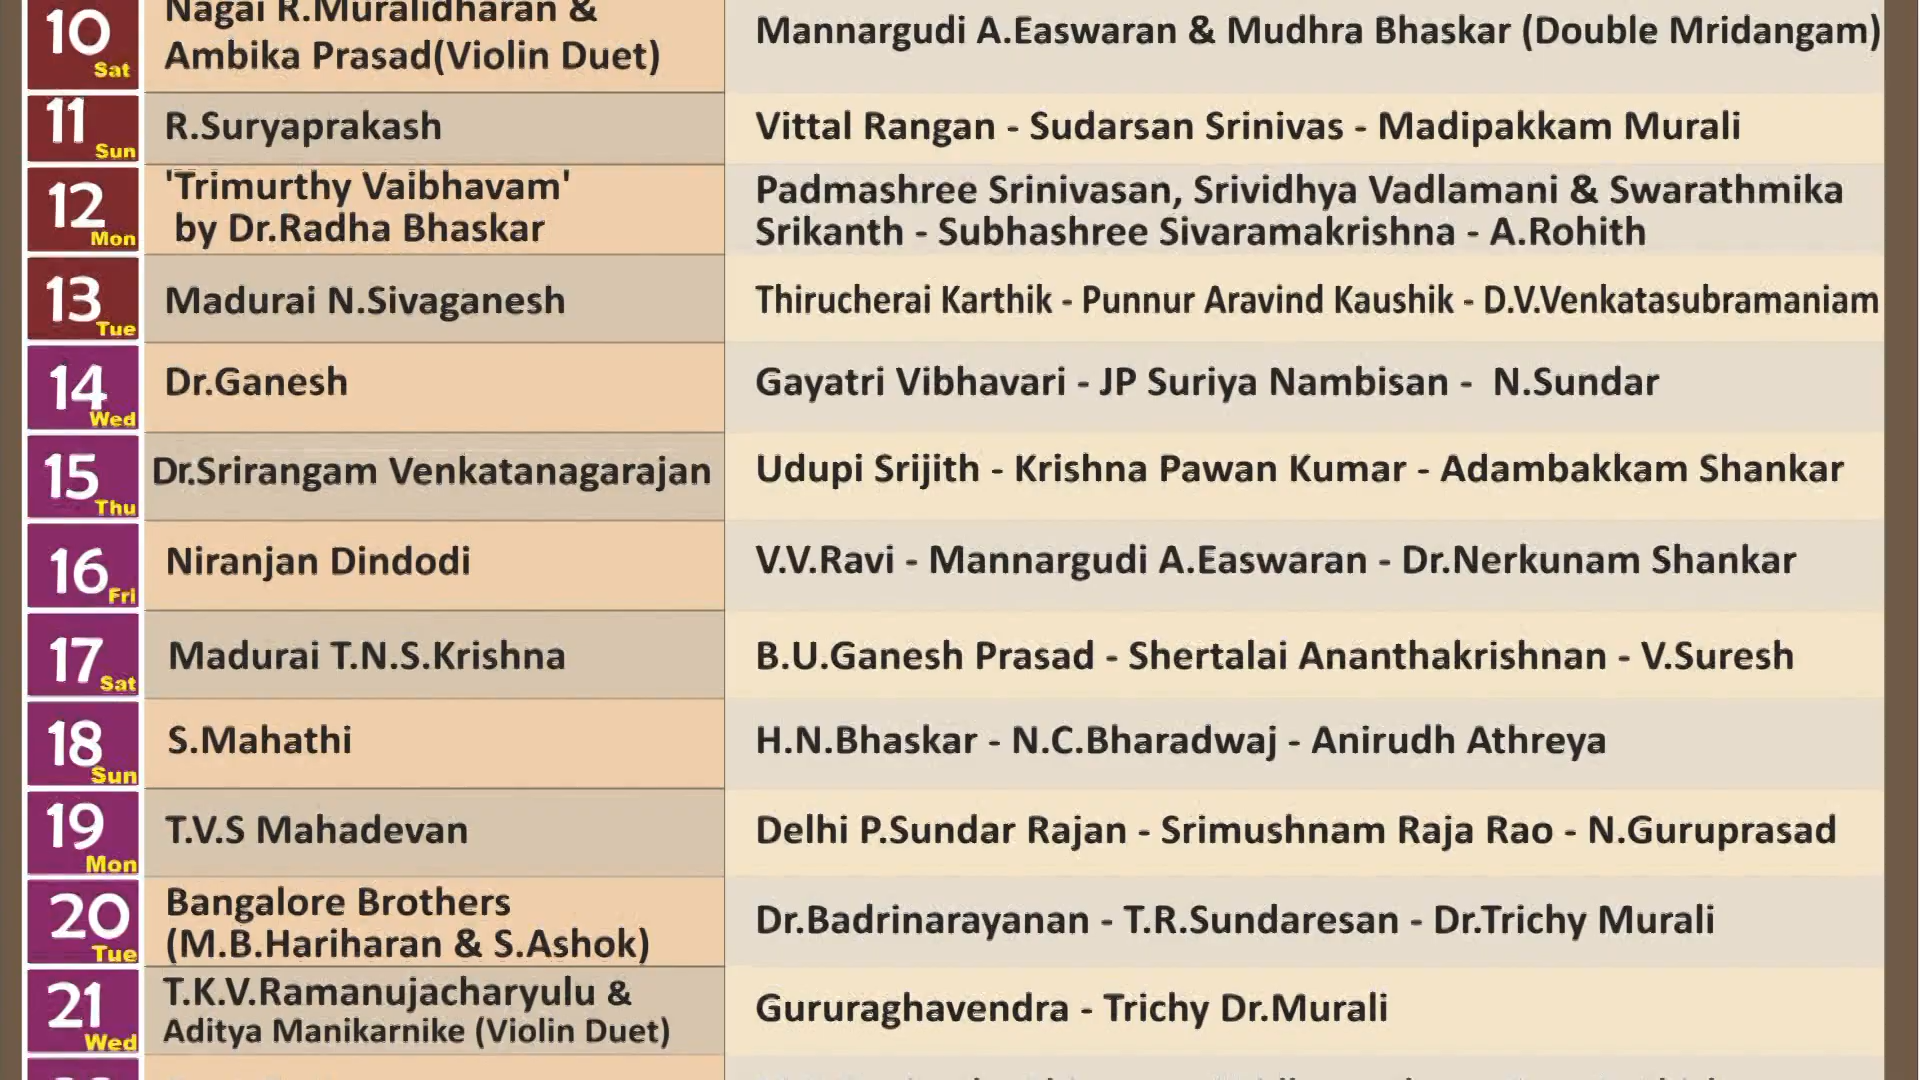 10 Sat
Nagai R.Muralidharan &
Ambika Prasad(Violin Duet)
Mannargudi A.Easwaran & Mudhra Bhaskar (Double Mridangam)
11 Sun
R.Suryaprakash
Vittal Rangan - Sudarsan Srinivas - Madipakkam Murali
12 Mon
'Trimurthy Vaibhavam'
by Dr.Radha Bhaskar
Padmashree Srinivasan, Srividhya Vadlamani & Swarathmika
Srikanth - Subhashree Sivaramakrishna - A.Rohith
13 Tue
Madurai N.Sivaganesh
Thirucherai Karthik - Punnur Aravind Kaushik - D.V.Venkatasubramaniam
14 Wed
Dr.Ganesh
Gayatri Vibhavari - JP Suriya Nambisan - N.Sundar
15 Thu
Dr.Srirangam Venkatanagarajan
Udupi Srijith - Krishna Pawan Kumar - Adambakkam Shankar
16 Fri
Niranjan Dindodi
V.V.Ravi - Mannargudi A.Easwaran - Dr.Nerkunam Shankar
17 Sat
Madurai T.N.S.Krishna
B.U.Ganesh Prasad - Shertalai Ananthakrishnan - V.Suresh
18 Sun
S.Mahathi
H.N.Bhaskar - N.C.Bharadwaj - Anirudh Athreya
19 Mon
T.V.S Mahadevan
Delhi P.Sundar Rajan - Srimushnam Raja Rao - N.Guruprasad
20 Tue
Bangalore Brothers
(M.B.Hariharan & S.Ashok)
Dr.Badrinarayanan - T.R.Sundaresan - Dr.Trichy Murali
21 Wed
T.K.V.Ramanujacharyulu &
Aditya Manikarnike (Violin Duet)
Gururaghavendra - Trichy Dr.Murali